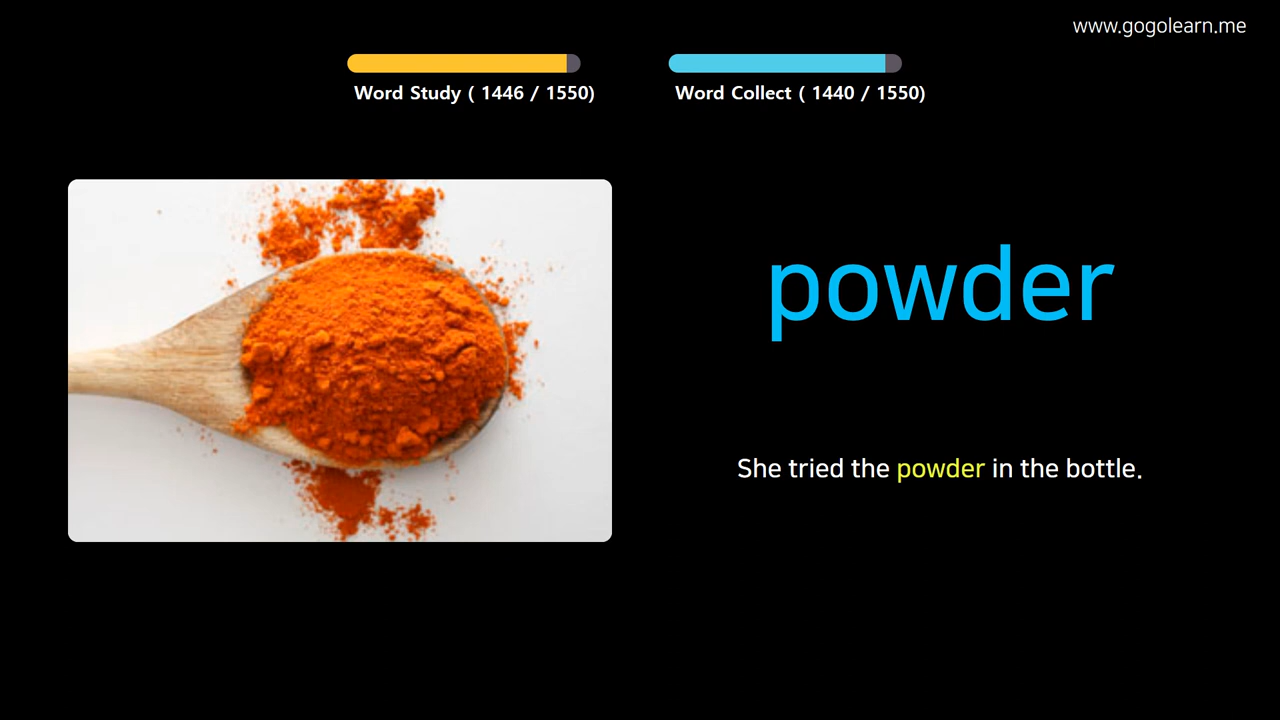 www.gogolearn.me
Word Study ( 1446 / 1550)
Word Collect ( 1440 / 1550)
powder
She tried the powder in the bottle.